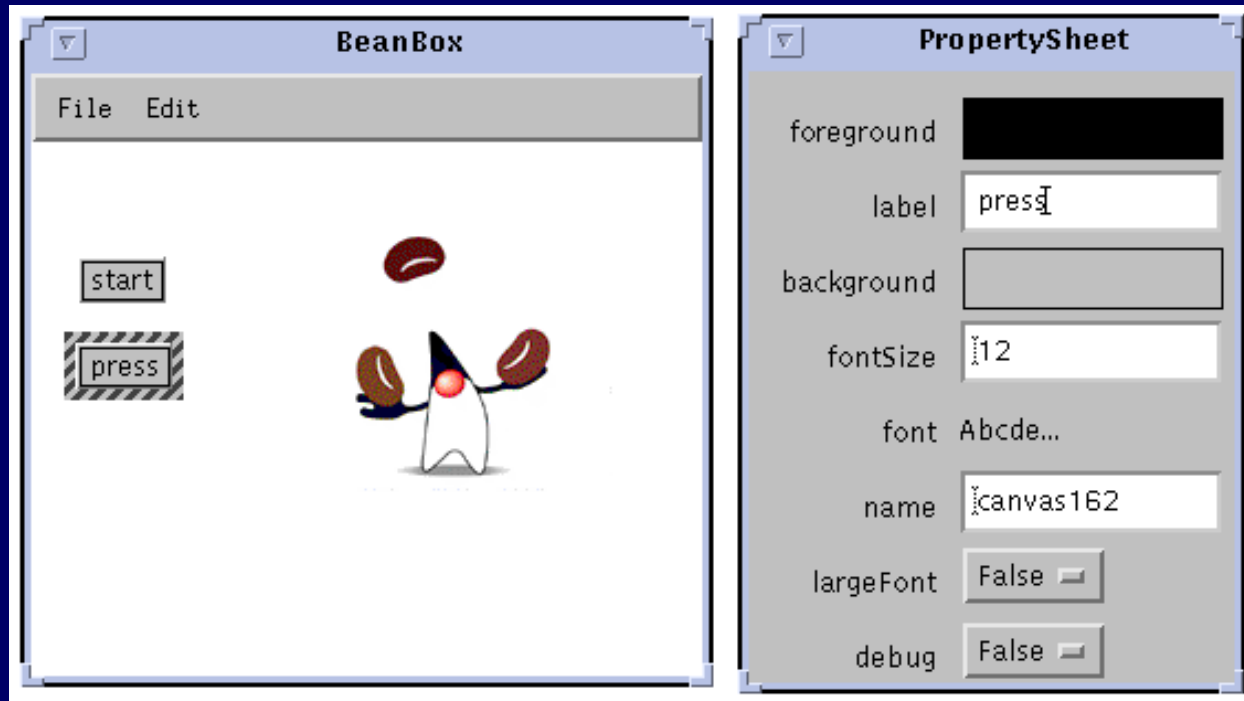 BeanBox
File Edit
start
press
PropertySheet
foreground
label press
background
fontSize 12
font Abcde...
name canvas162
largeFont False
debug False